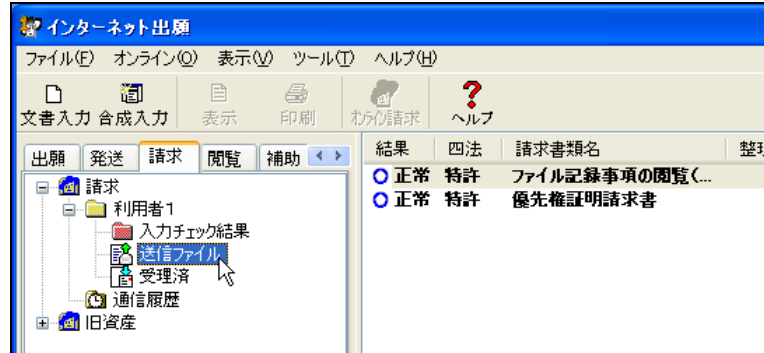 インターネット出願
ファイル(F) オンライン(O) 表示(V) ツール(T) ヘルプ(H)
文書入力 合成入力 表示 印刷 オンライン請求 ヘルプ
出願 発送 請求 閲覧 補助
結果 四法 請求書類名 整理
正常 特許 ファイル記録事項の閲覧(...
正常 特許 優先権証明請求書
請求
利用者1
入力チェック結果
送信ファイル
受理済
通信履歴
旧資産